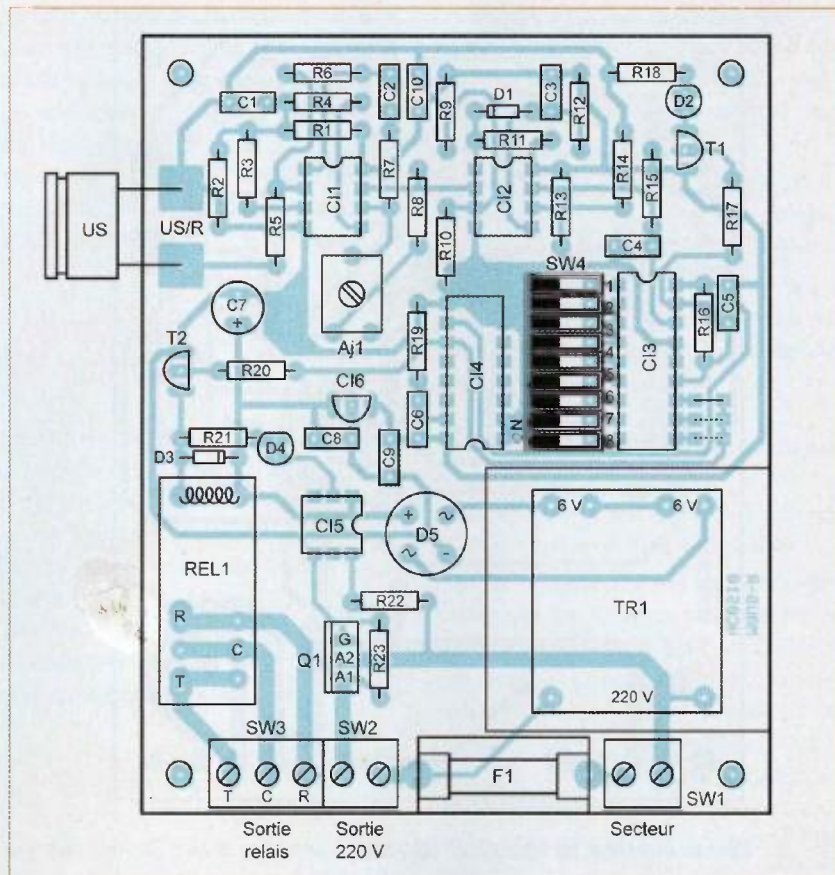 R6
R4
R1
C1
C2
C10
R9
D1
R11
C3
R12
R18
D2
T1
R2
R3
R5
CI1
R7
R8
R10
CI2
R13
R14
R15
R17
US
US/R
C4
SW4
C7
+
Aj1
R19
CI4
1
2
3
4
5
6
7
8
N
CI3
R16
C5
T2
R20
CI6
C6
R21
D4
C8
C9
D3
REL1
R
C
T
CI5
+
~
~
-
D5
6 V
6 V
TR1
220 V
R22
Q1
G
A2
A1
R23
SW3
SW2
F1
SW1
T
C
R
Sortie
relais
Sortie
220 V
Secteur